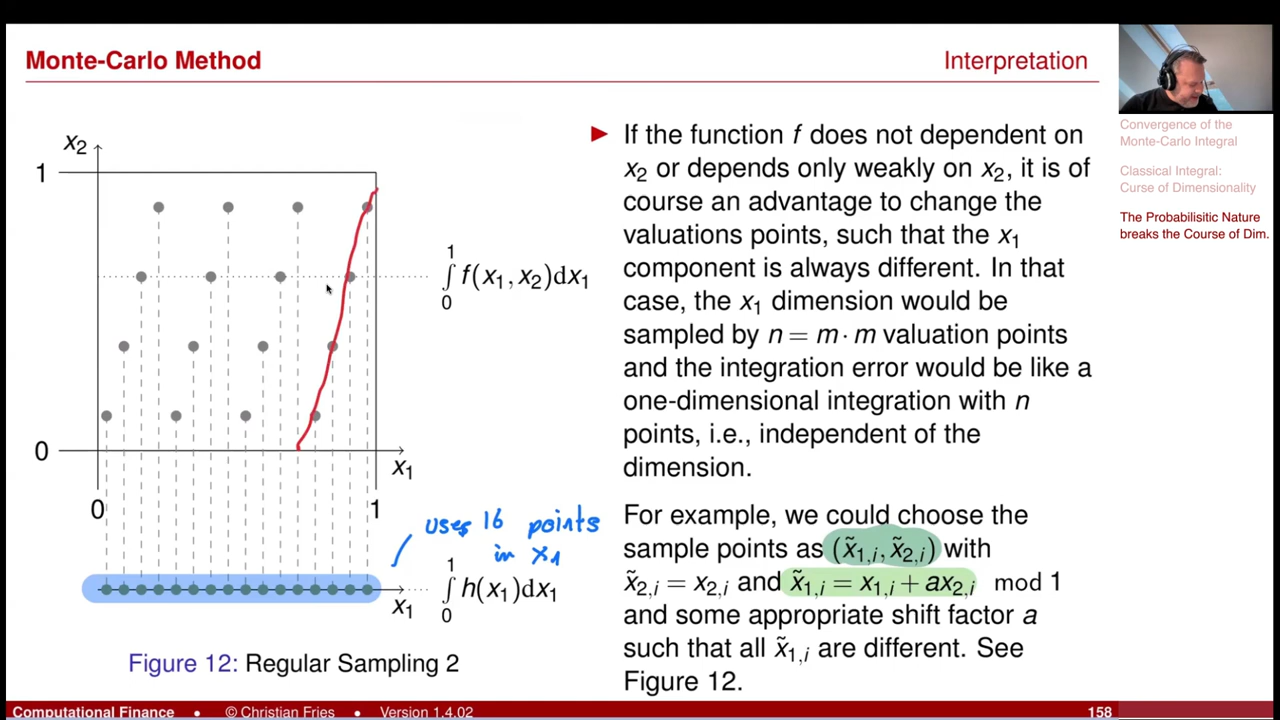 Monte-Carlo Method
Interpretation
x₂
1
0
x₁
0
1
∫₀¹ f(x₁, x₂)dx₁
uses 16 points
in x₁
∫₀¹ h(x₁)dx₁
x₁
Figure 12: Regular Sampling 2
▶ If the function f does not dependent on
x₂ or depends only weakly on x₂, it is of
course an advantage to change the
valuations points, such that the x₁
component is always different. In that
case, the x₁ dimension would be
sampled by n = m · m valuation points
and the integration error would be like a
one-dimensional integration with n
points, i.e., independent of the
dimension.
For example, we could choose the
sample points as (x̃₁,ᵢ, x̃₂,ᵢ) with
x̃₂,ᵢ = x₂,ᵢ and x̃₁,ᵢ = x₁,ᵢ + ax₂,ᵢ mod 1
and some appropriate shift factor a
such that all x̃₁,ᵢ are different. See
Figure 12.
Convergence of the
Monte-Carlo Integral
Classical Integral:
Curse of Dimensionality
The Probabilisitic Nature
breaks the Course of Dim.
Computational Finance • © Christian Fries • Version 1.4.02
158